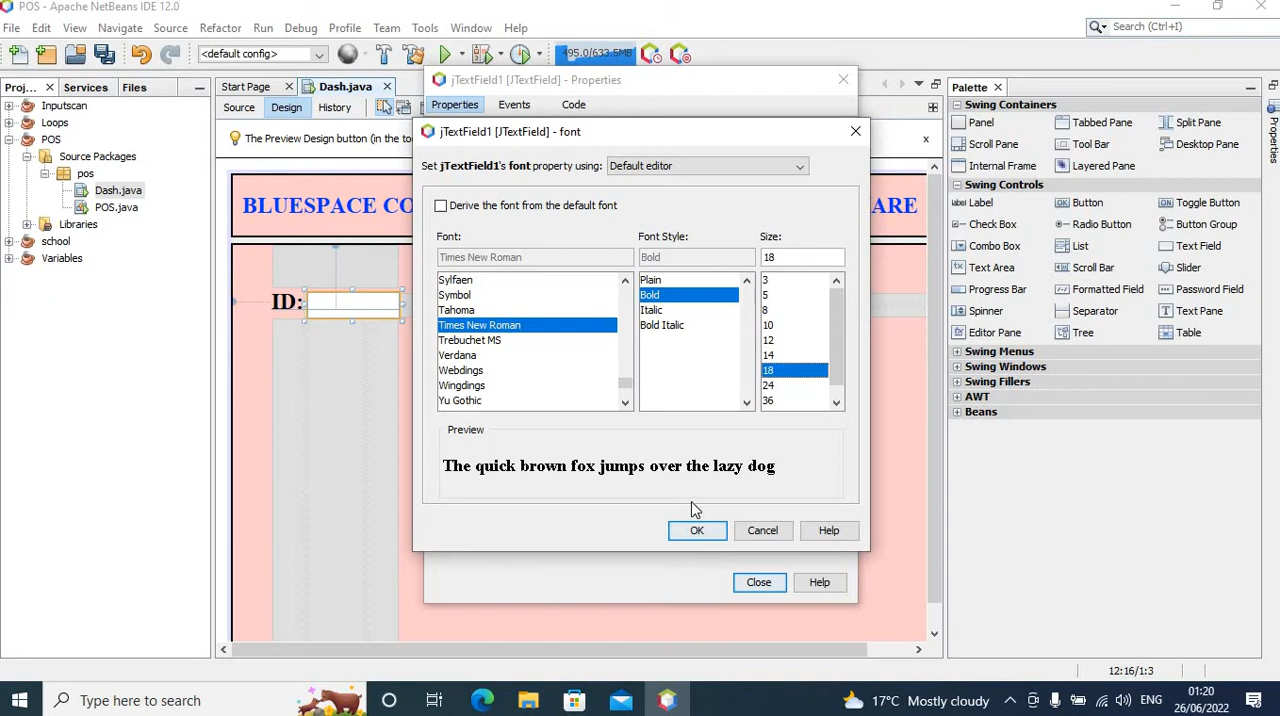 POS - Apache NetBeans IDE 12.0
File Edit View Navigate Source Refactor Run Debug Profile Team Tools Window Help
Search (Ctrl+I)
<default config>
495.0/633.5MB
Proj... Services Files
Inputscan
Loops
POS
Source Packages
pos
Dash.java
POS.java
Libraries
school
Variables
Start Page Dash.java
Source Design History
The Preview Design button (in the to
BLUESPACE CO
ARE
ID:
jTextField1 [JTextField] - Properties
Properties Events Code
jTextField1 [JTextField] - font
Set jTextField1's font property using: Default editor
Derive the font from the default font
Font: Font Style: Size:
Times New Roman Bold 18
Sylfaen Plain 3
Symbol Bold 5
Tahoma Italic 8
Times New Roman Bold Italic 10
Trebuchet MS 12
Verdana 14
Webdings 18
Wingdings 24
Yu Gothic 36
Preview
The quick brown fox jumps over the lazy dog
OK Cancel Help
Close Help
Palette
Swing Containers
Panel Tabbed Pane Split Pane
Scroll Pane Tool Bar Desktop Pane
Internal Frame Layered Pane
Swing Controls
Label Button Toggle Button
Check Box Radio Button Button Group
Combo Box List Text Field
Text Area Scroll Bar Slider
Progress Bar Formatted Field Password Field
Spinner Separator Text Pane
Editor Pane Tree Table
Swing Menus
Swing Windows
Swing Fillers
AWT
Beans
Properties
12:16/1:3
Type here to search
17°C Mostly cloudy
ENG
01:20
26/06/2022